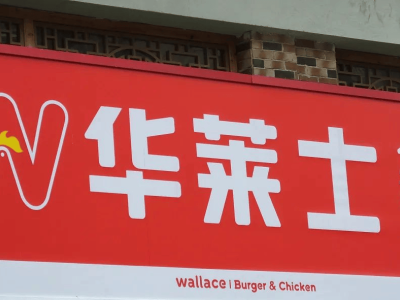 华莱士
wallace | Burger & Chicken